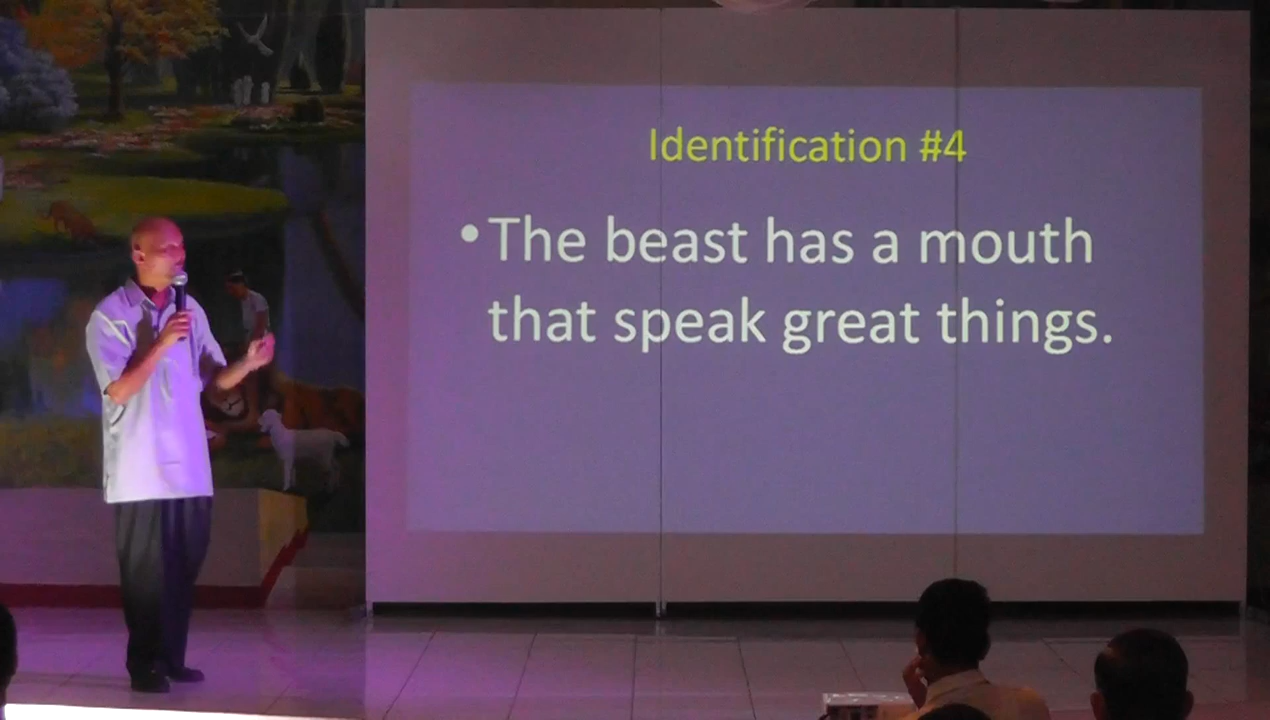 Identification #4
• The beast has a mouth
that speak great things.